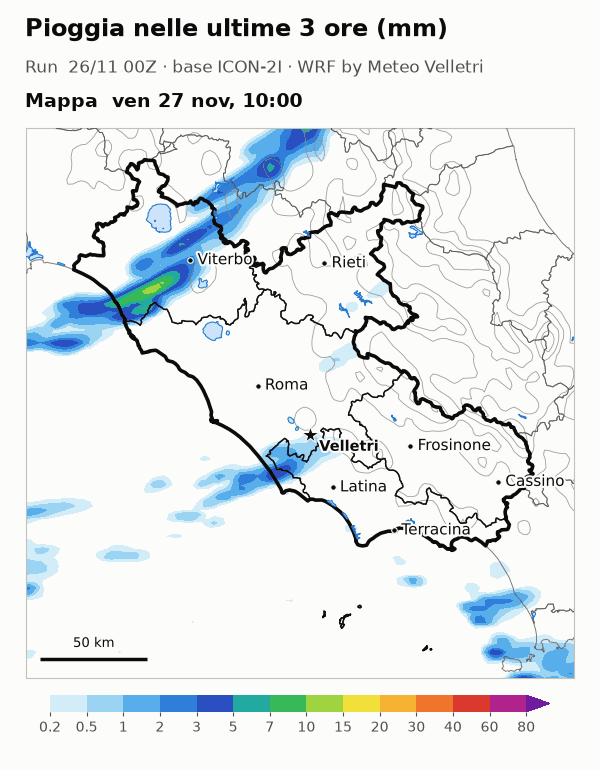 Pioggia nelle ultime 3 ore (mm)
Run  26/11 00Z · base ICON-2I · WRF by Meteo Velletri
Mappa  ven 27 nov, 10:00
Viterbo
Rieti
Roma
Velletri
Frosinone
Latina
Cassino
Terracina
50 km
0.2 0.5 1 2 3 5 7 10 15 20 30 40 60 80